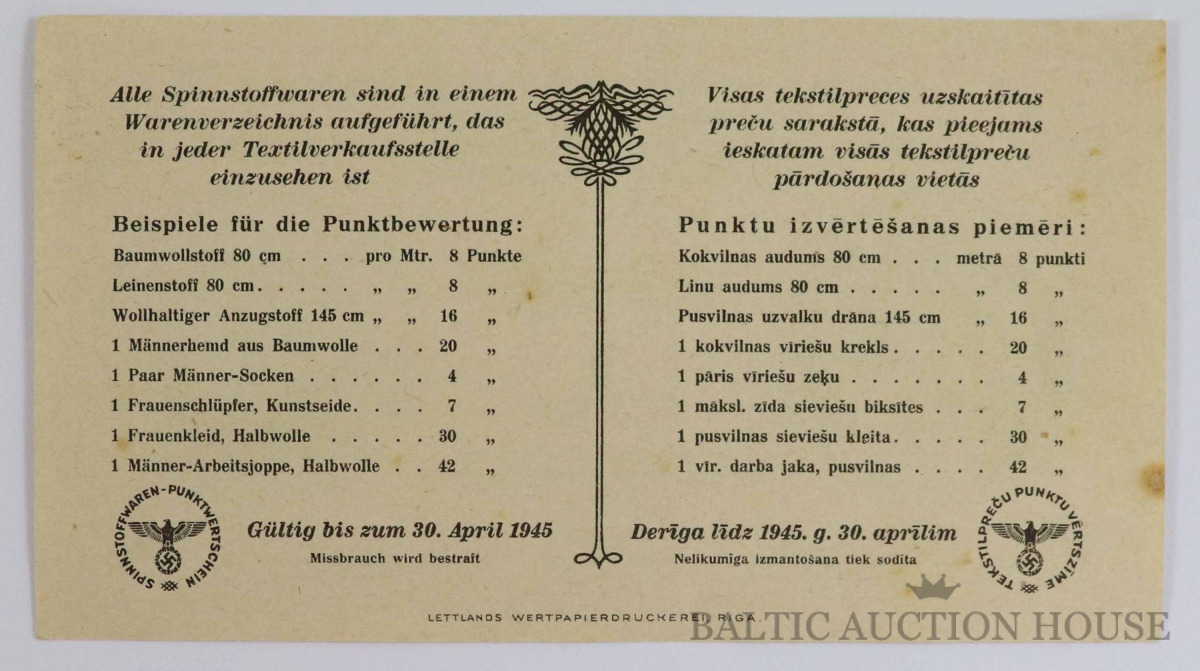 Alle Spinnstoffwaren sind in einem
Warenverzeichnis aufgeführt, das
in jeder Textilverkaufsstelle
einzusehen ist
Beispiele für die Punktbewertung:
Baumwollstoff 80 cm . . . pro Mtr. 8 Punkte
Leinenstoff 80 cm. . . . . „ „ 8 „
Wollhaltiger Anzugstoff 145 cm „ „ 16 „
1 Männerhemd aus Baumwolle . . . 20 „
1 Paar Männer-Socken . . . . . . 4 „
1 Frauenschlüpfer, Kunstseide. . . . 7 „
1 Frauenkleid, Halbwolle . . . . . 30 „
1 Männer-Arbeitsjoppe, Halbwolle . . 42 „
SPINNSTOFFWAREN-PUNKTWERTSCHEIN
Gültig bis zum 30. April 1945
Missbrauch wird bestraft
Visas tekstilpreces uzskaitītas
preču sarakstā, kas pieejams
ieskatam visās tekstilpreču
pārdošanas vietās
Punktu izvērtēšanas piemēri:
Kokvilnas audums 80 cm . . . metrā 8 punkti
Linu audums 80 cm . . . . . „ 8 „
Pusvilnas uzvalku drāna 145 cm „ 16 „
1 kokvilnas vīriešu krekls. . . . . 20 „
1 pāris vīriešu zeķu . . . . . . . 4 „
1 māksl. zīda sieviešu biksītes . . . 7 „
1 pusvilnas sieviešu kleita. . . . . 30 „
1 vīr. darba jaka, pusvilnas . . . . 42 „
Derīga līdz 1945. g. 30. aprīlim
Nelikumīga izmantošana tiek sodīta
TEKSTILPREČU PUNKTU VĒRTSZĪME
LETTLANDS WERTPAPIERDRUCKEREI, RIGA.
BALTIC AUCTION HOUSE